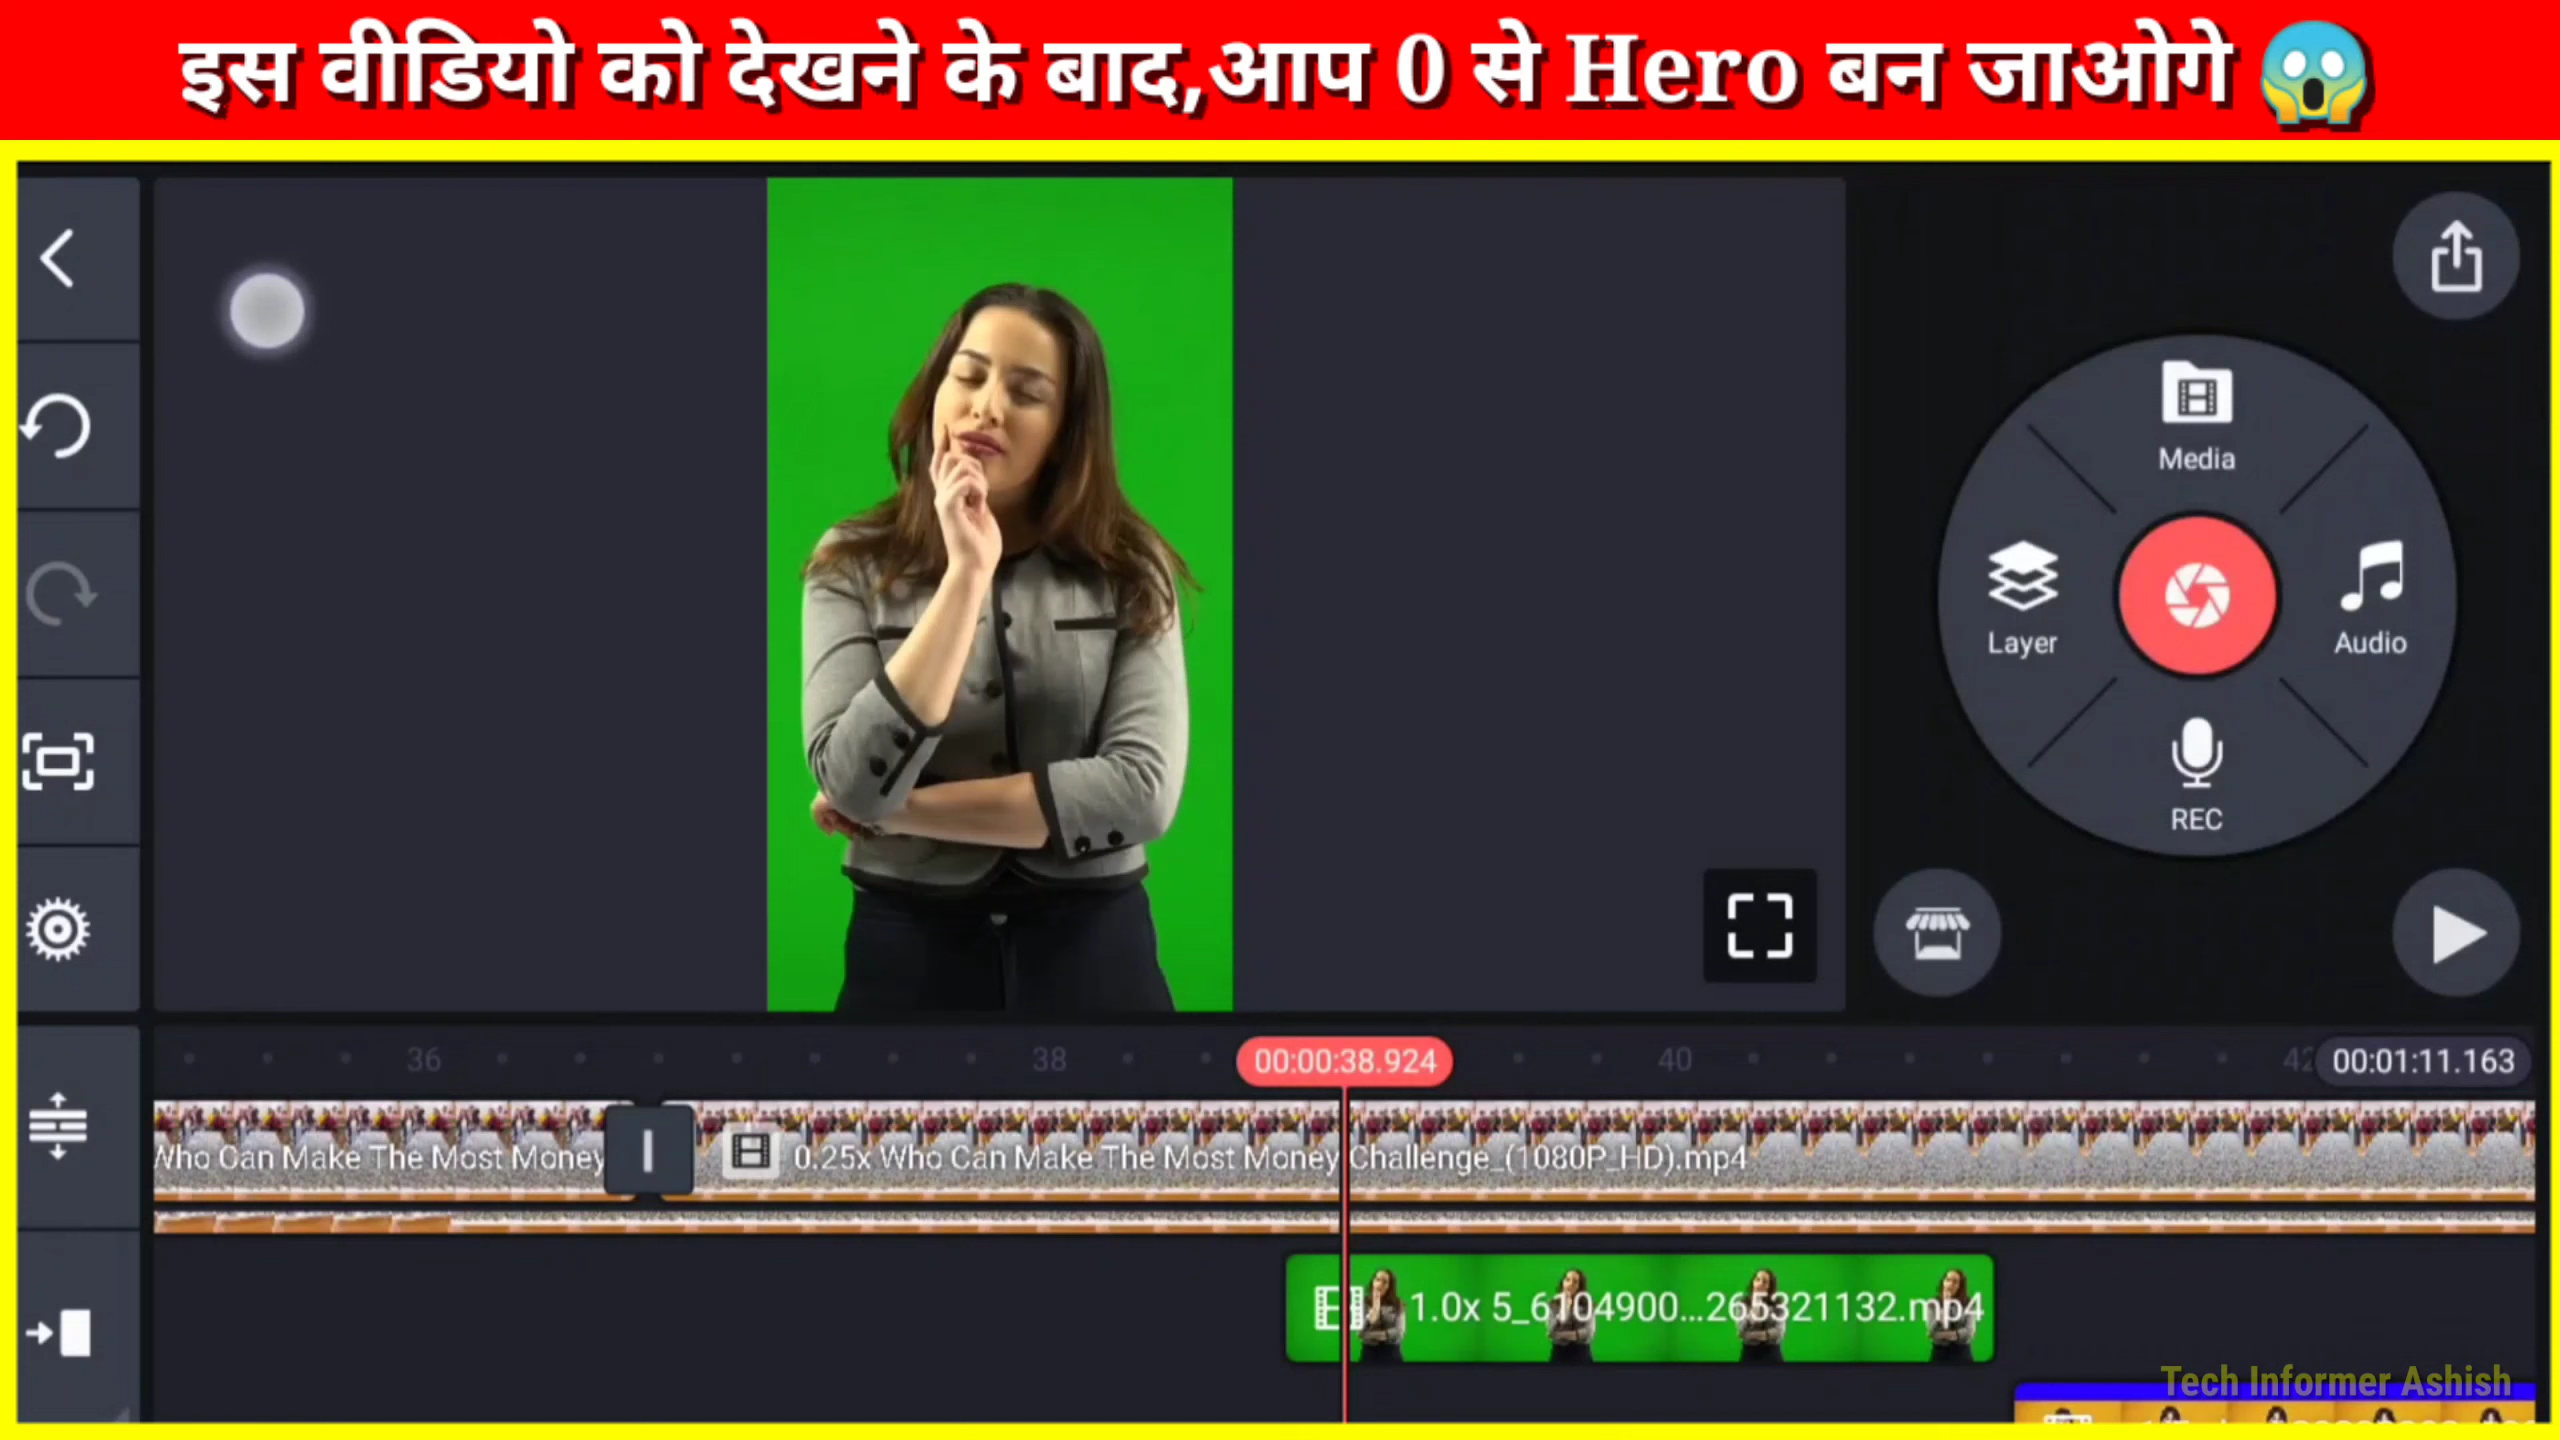 इस वीडियो को देखने के बाद,आप 0 से Hero बन जाओगे
Media
Layer
Audio
REC
36
38
00:00:38.924
40
42
00:01:11.163
Who Can Make The Most Money
0.25x Who Can Make The Most Money Challenge_(1080P_HD).mp4
1.0x 5_6104900...265321132.mp4
Tech Informer Ashish